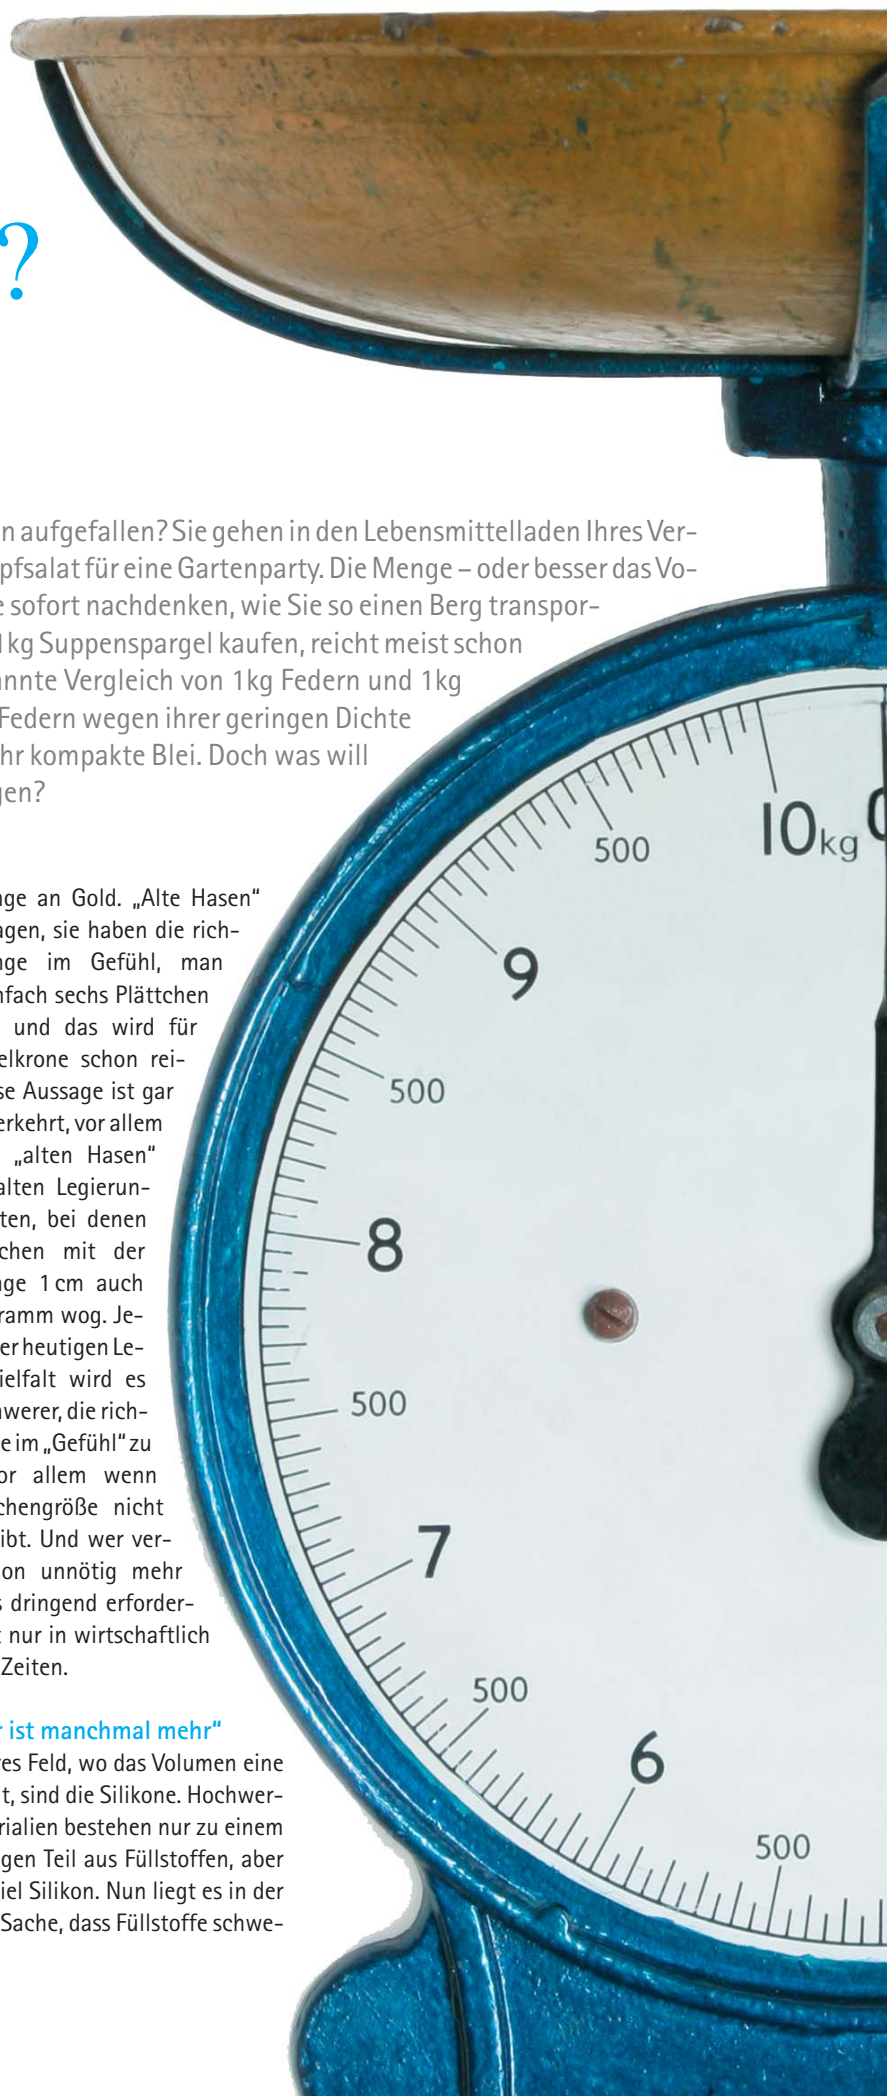 ?
n aufgefallen? Sie gehen in den Lebensmittelladen Ihres Ver-
pfsalat für eine Gartenparty. Die Menge – oder besser das Vo-
e sofort nachdenken, wie Sie so einen Berg transpor-
1 kg Suppenspargel kaufen, reicht meist schon
annte Vergleich von 1kg Federn und 1kg
Federn wegen ihrer geringen Dichte
hr kompakte Blei. Doch was will
gen?
nge an Gold. „Alte Hasen“
agen, sie haben die rich-
nge im Gefühl, man
nfach sechs Plättchen
und das wird für
elkrone schon rei-
se Aussage ist gar
erkehrt, vor allem
„alten Hasen“
alten Legierun-
ten, bei denen
chen mit der
nge 1 cm auch
ramm wog. Je-
er heutigen Le-
ielfalt wird es
hwerer, die rich-
e im „Gefühl“ zu
or allem wenn
chengröße nicht
ibt. Und wer ver-
on unnötig mehr
s dringend erforder-
t nur in wirtschaftlich
Zeiten.
r ist manchmal mehr“
res Feld, wo das Volumen eine
t, sind die Silikone. Hochwer-
rialien bestehen nur zu einem
gen Teil aus Füllstoffen, aber
iel Silikon. Nun liegt es in der
Sache, dass Füllstoffe schwe-
10kg 0
500
9
500
8
500
7
500
6
500